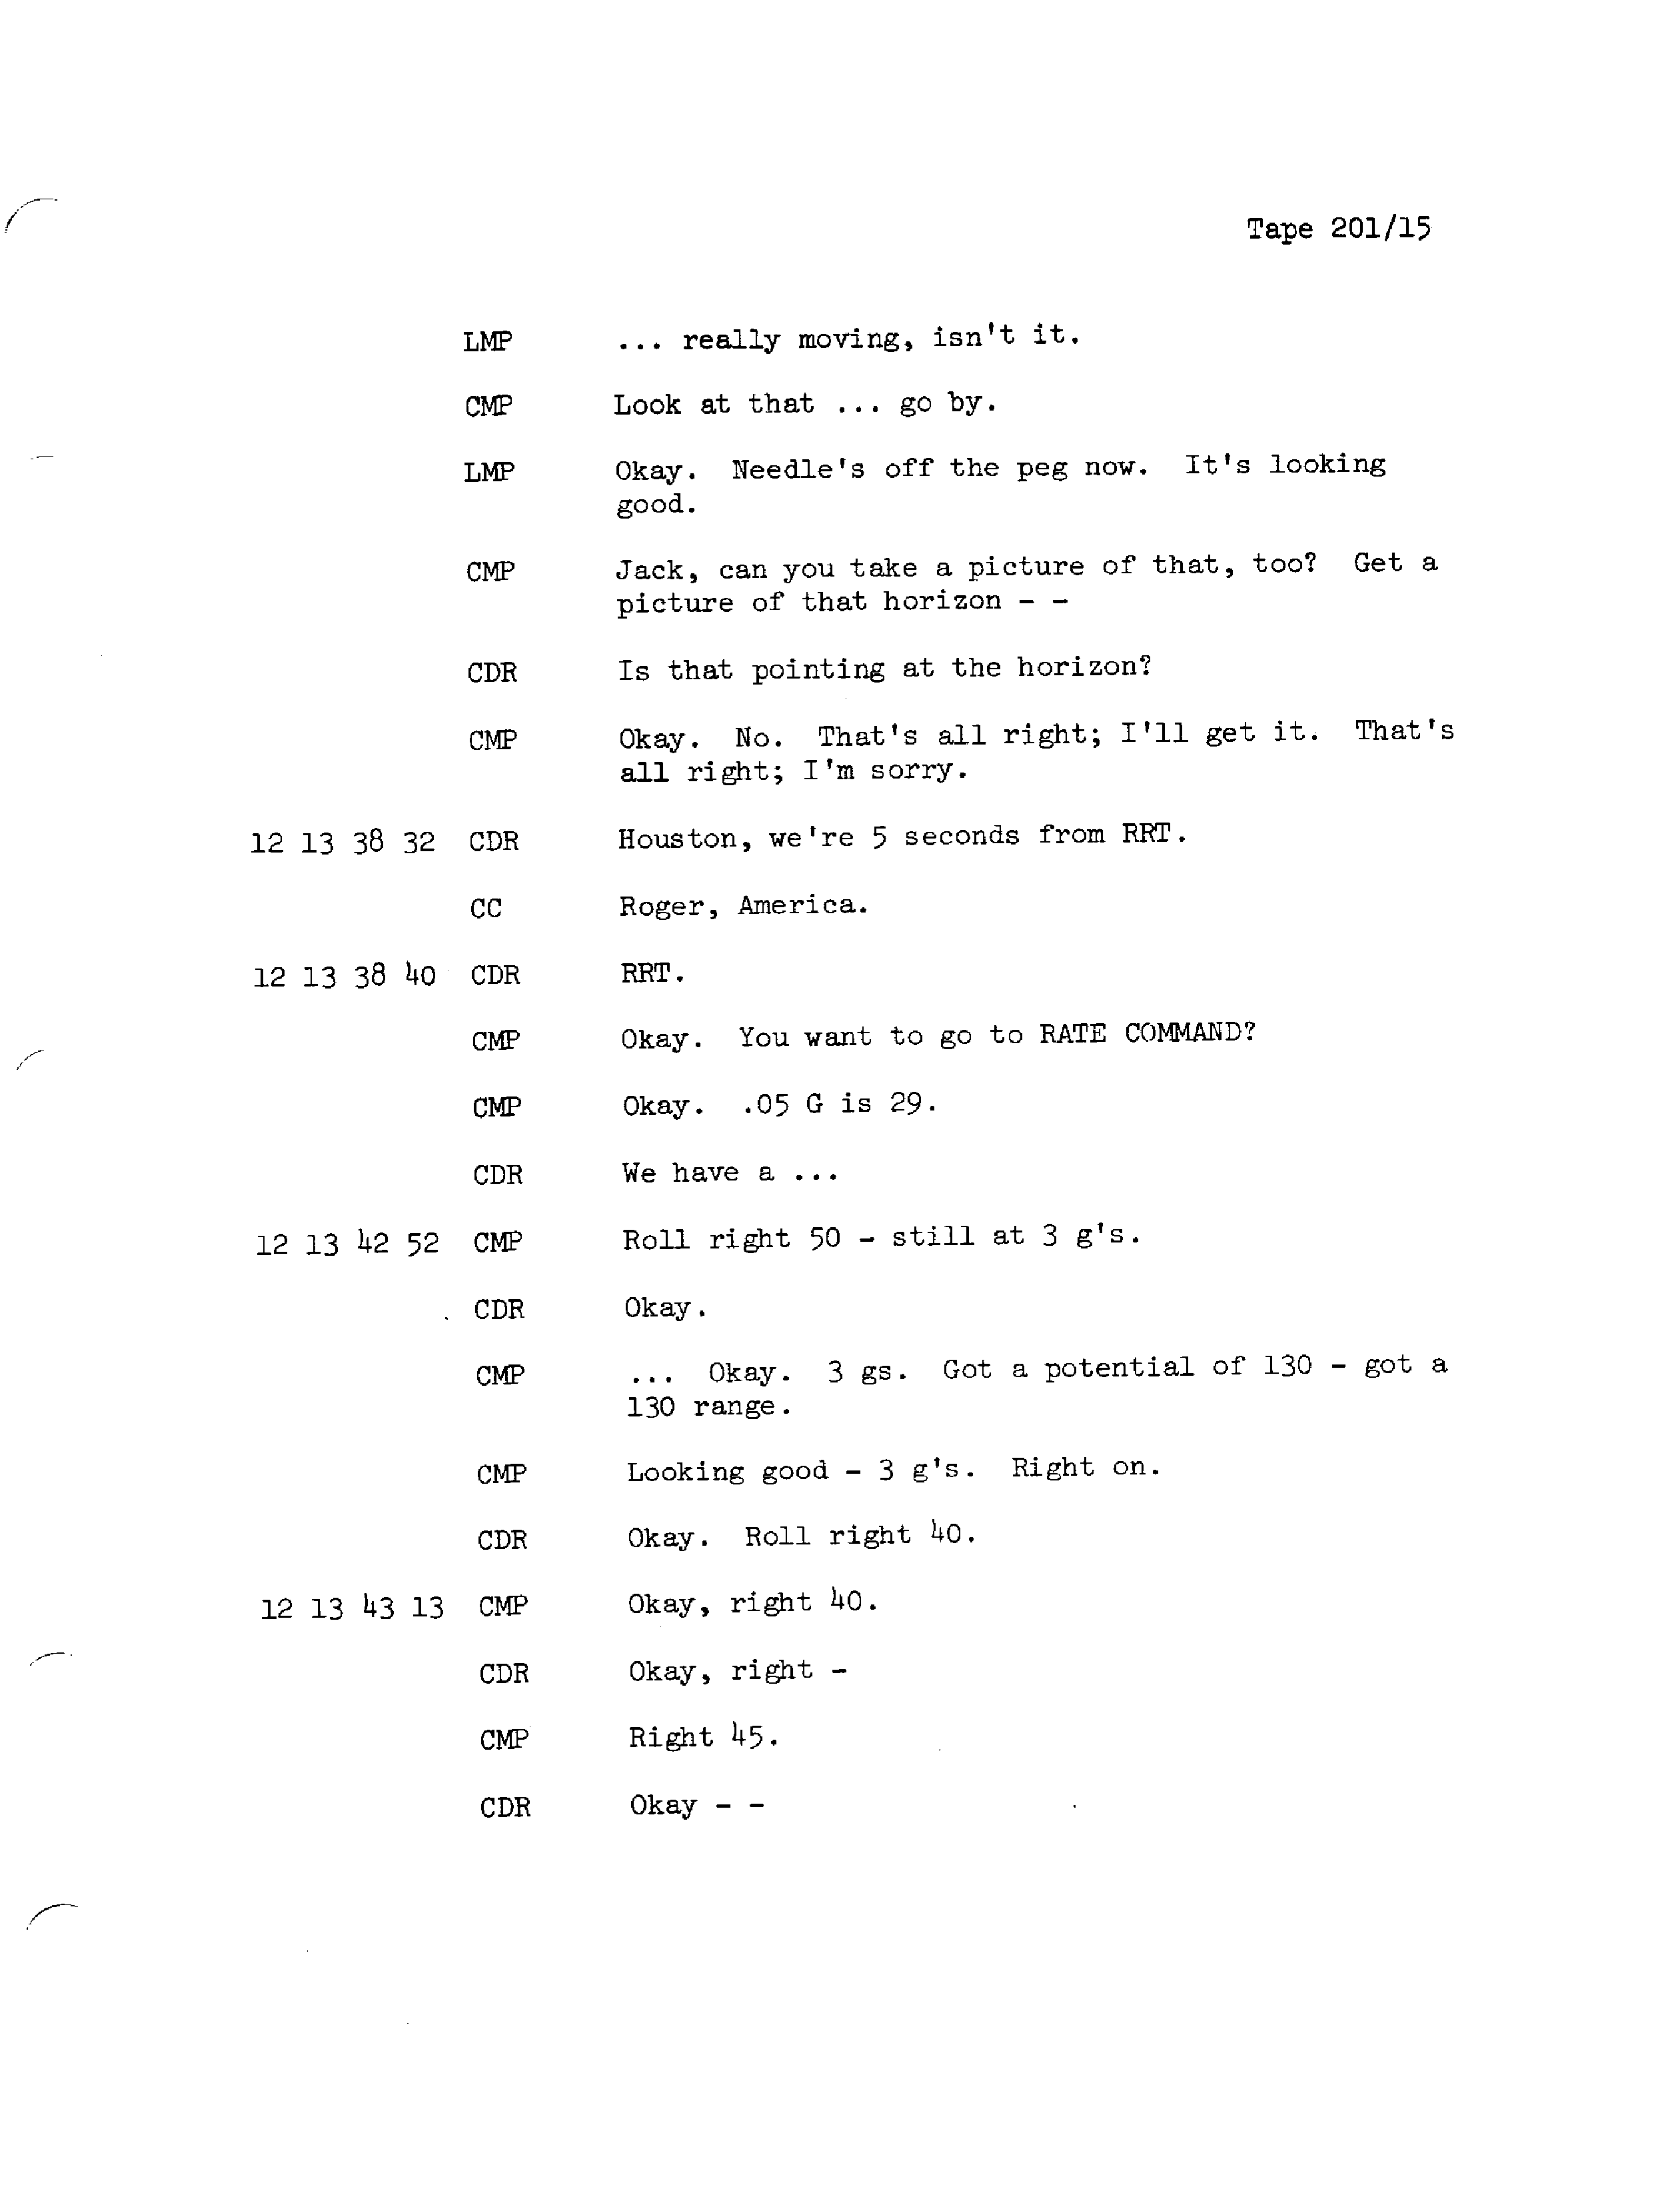 Tape 201/15
LMP ... really moving, isn't it.
CMP Look at that ... go by.
LMP Okay. Needle's off the peg now. It's looking
good.
CMP Jack, can you take a picture of that, too? Get a
picture of that horizon - -
CDR Is that pointing at the horizon?
CMP Okay. No. That's all right; I'll get it. That's
all right; I'm sorry.
12 13 38 32 CDR Houston, we're 5 seconds from RRT.
CC Roger, America.
12 13 38 40 CDR RRT.
CMP Okay. You want to go to RATE COMMAND?
CMP Okay. .05 G is 29.
CDR We have a ...
12 13 42 52 CMP Roll right 50 - still at 3 g's.
CDR Okay.
CMP ... Okay. 3 gs. Got a potential of 130 - got a
130 range.
CMP Looking good - 3 g's. Right on.
CDR Okay. Roll right 40.
12 13 43 13 CMP Okay, right 40.
CDR Okay, right -
CMP Right 45.
CDR Okay - -